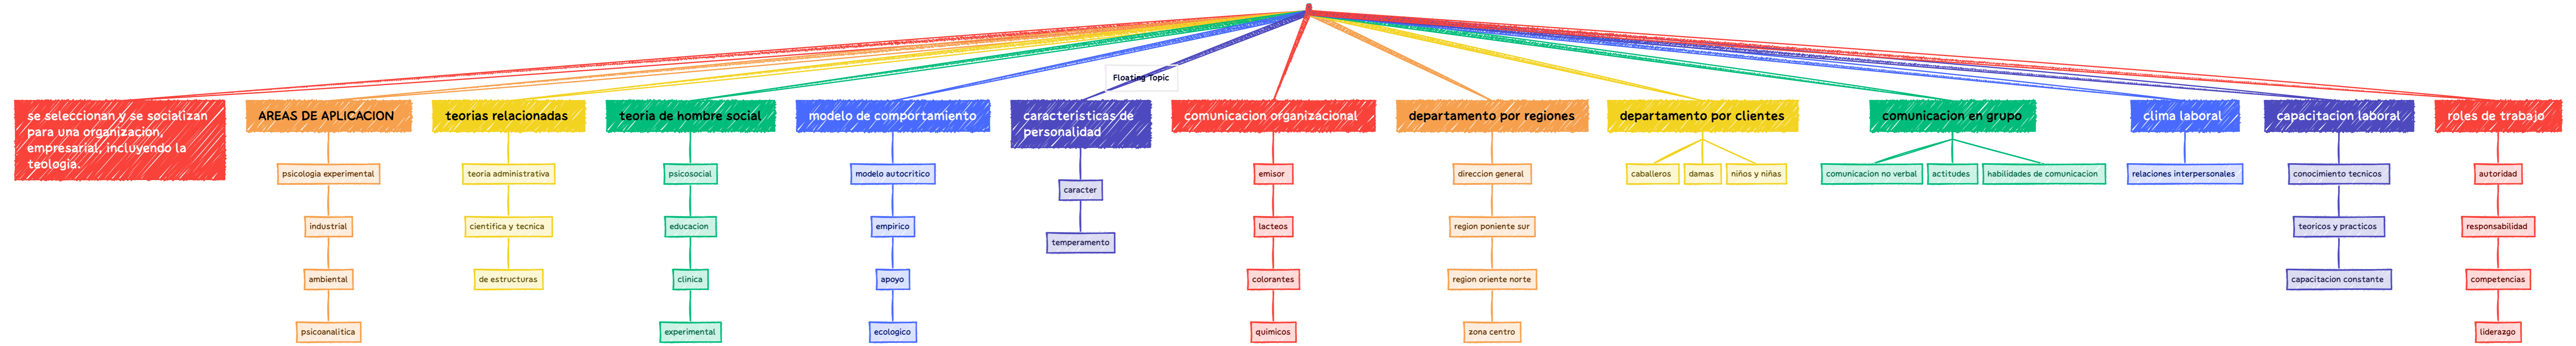 Floating Topic
se seleccionan y se socializan
para una organizacion,
empresarial, incluyendo la
teologia.
AREAS DE APLICACION
psicologia experimental
industrial
ambiental
psicoanalitica
teorias relacionadas
teoria administrativa
cientifica y tecnica
de estructuras
teoria de hombre social
psicosocial
educacion
clinica
experimental
modelo de comportamiento
modelo autocritico
empirico
apoyo
ecologico
caracteristicas de
personalidad
caracter
temperamento
comunicacion organizacional
emisor
lacteos
colorantes
quimicos
departamento por regiones
direccion general
region poniente sur
region oriente norte
zona centro
departamento por clientes
caballeros
damas
niños y niñas
comunicacion en grupo
comunicacion no verbal
actitudes
habilidades de comunicacion
clima laboral
relaciones interpersonales
capacitacion laboral
conocimiento tecnicos
teoricos y practicos
capacitacion constante
roles de trabajo
autoridad
responsabilidad
competencias
liderazgo